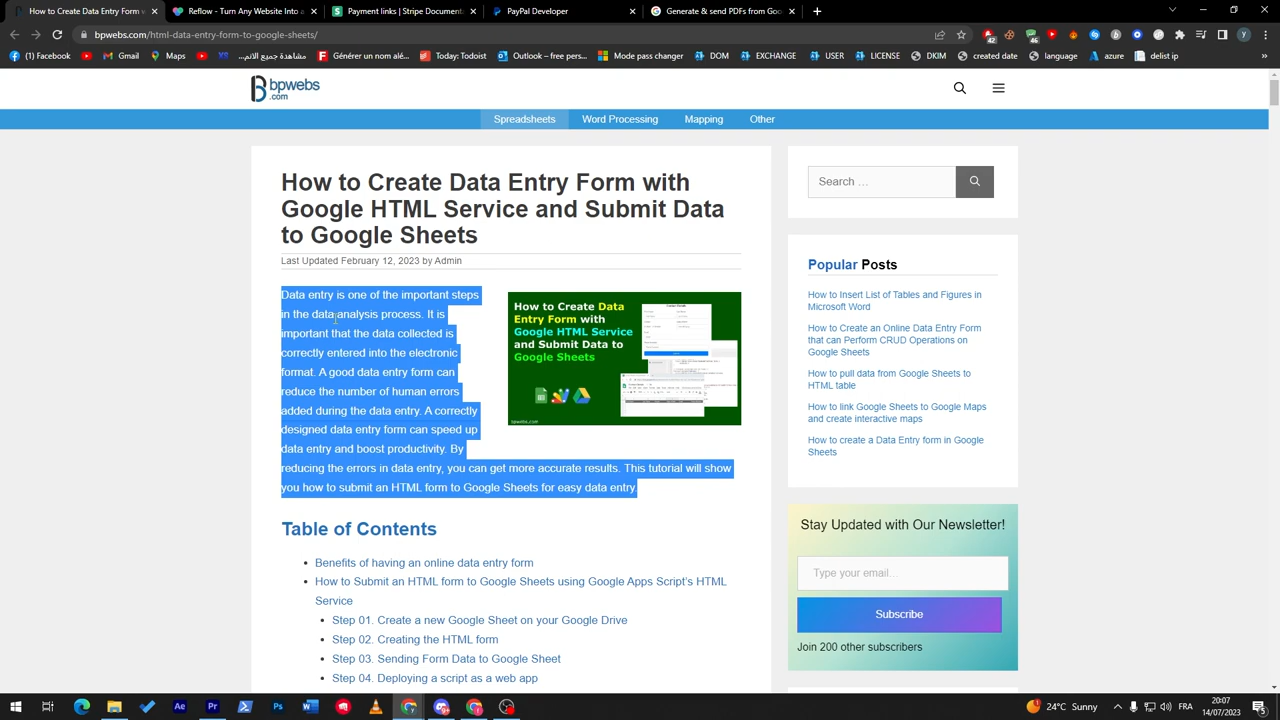 How to Create Data Entry Form wi
Reflow - Turn Any Website Into a
(1) Spotify
Spreadsheets - bpwebs.com
PayPal Developer
Generate & Send PDFs from Goo
bpwebs.com/html-data-entry-form-to-google-sheets/
(1) Facebook
Gmail
Maps
YouTube
مشاهدة جميع الانم...
Générer un nom alé...
Today: Todoist
Outlook – free pers...
Mode pass change
DOM
EXCHANGE
USER
LICENSE
DKIM
created date
language
azure
delist ip
»
bpwebs
.com
Spreadsheets
Word Processing
Mapping
Other
How to Create Data Entry Form with
Google HTML Service and Submit Data
to Google Sheets
Last Updated February 12, 2023 by Admin
Data entry is one of the important steps
in the data analysis process. It is
important that the data collected is
correctly entered into the electronic
format. A good data entry form can
reduce the number of human errors
added during the data entry. A correctly
designed data entry form can speed up
data entry and boost productivity. By
reducing the errors in data entry, you can get more accurate results. This tutorial will show
you how to submit an HTML form to Google Sheets for easy data entry.
How to Create Data
Entry Form with
Google HTML Service
and Submit Data to
Google Sheets
bpwebs.com
Table of Contents
Benefits of having an online data entry form
How to Submit an HTML form to Google Sheets using Google Apps Script's HTML
Service
Step 01. Create a new Google Sheet on your Google Drive
Step 02. Creating the HTML form
Step 03. Sending Form Data to Google Sheet
Step 04. Deploying a script as a web app
Search …
Popular Posts
How to Insert List of Tables and Figures in
Microsoft Word
How to Create an Online Data Entry Form
that can Perform CRUD Operations on
Google Sheets
How to pull data from Google Sheets to
HTML table
How to link Google Sheets to Google Maps
and create interactive maps
How to create a Data Entry form in Google
Sheets
Stay Updated with Our Newsletter!
Type your email…
Subscribe
Join 200 other subscribers
24°C Sunny
FRA
20:07
14/07/2023